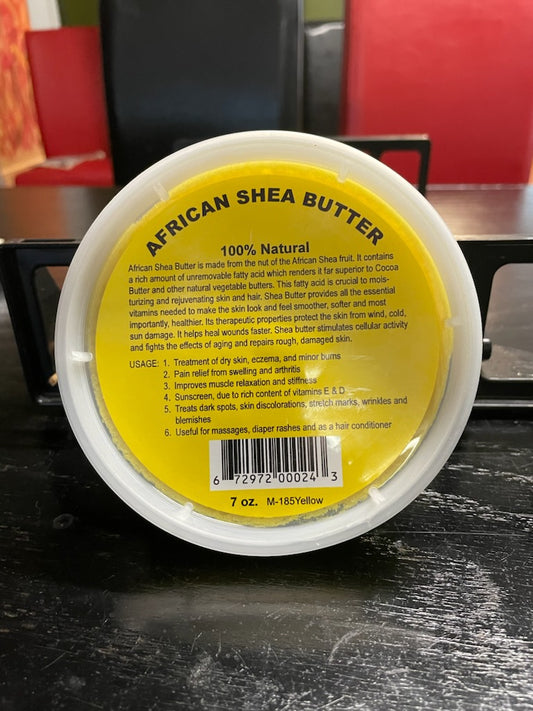 AFRICAN SHEA BUTTER
100% Natural
African Shea Butter is made from the nut of the African Shea fruit. It contains
a rich amount of unremovable fatty acid which renders it far superior to Cocoa
Butter and other natural vegetable butters. This fatty acid is crucial to mois-
turizing and rejuvenating skin and hair. Shea Butter provides all the essential
vitamins needed to make the skin look and feel smoother, softer and most
importantly, healthier. Its therapeutic properties protect the skin from wind, cold,
sun damage. It helps heal wounds faster. Shea butter stimulates cellular activity
and fights the effects of aging and repairs rough, damaged skin.
USAGE: 1. Treatment of dry skin, eczema, and minor burns
2. Pain relief from swelling and arthritis
3. Improves muscle relaxation and stiffness
4. Sunscreen, due to rich content of vitamins E & D
5. Treats dark spots, skin discolorations, stretch marks, wrinkles and
blemishes
6. Useful for massages, diaper rashes and as a hair conditioner
6 72972 00024 3
7 oz. M-185Yellow